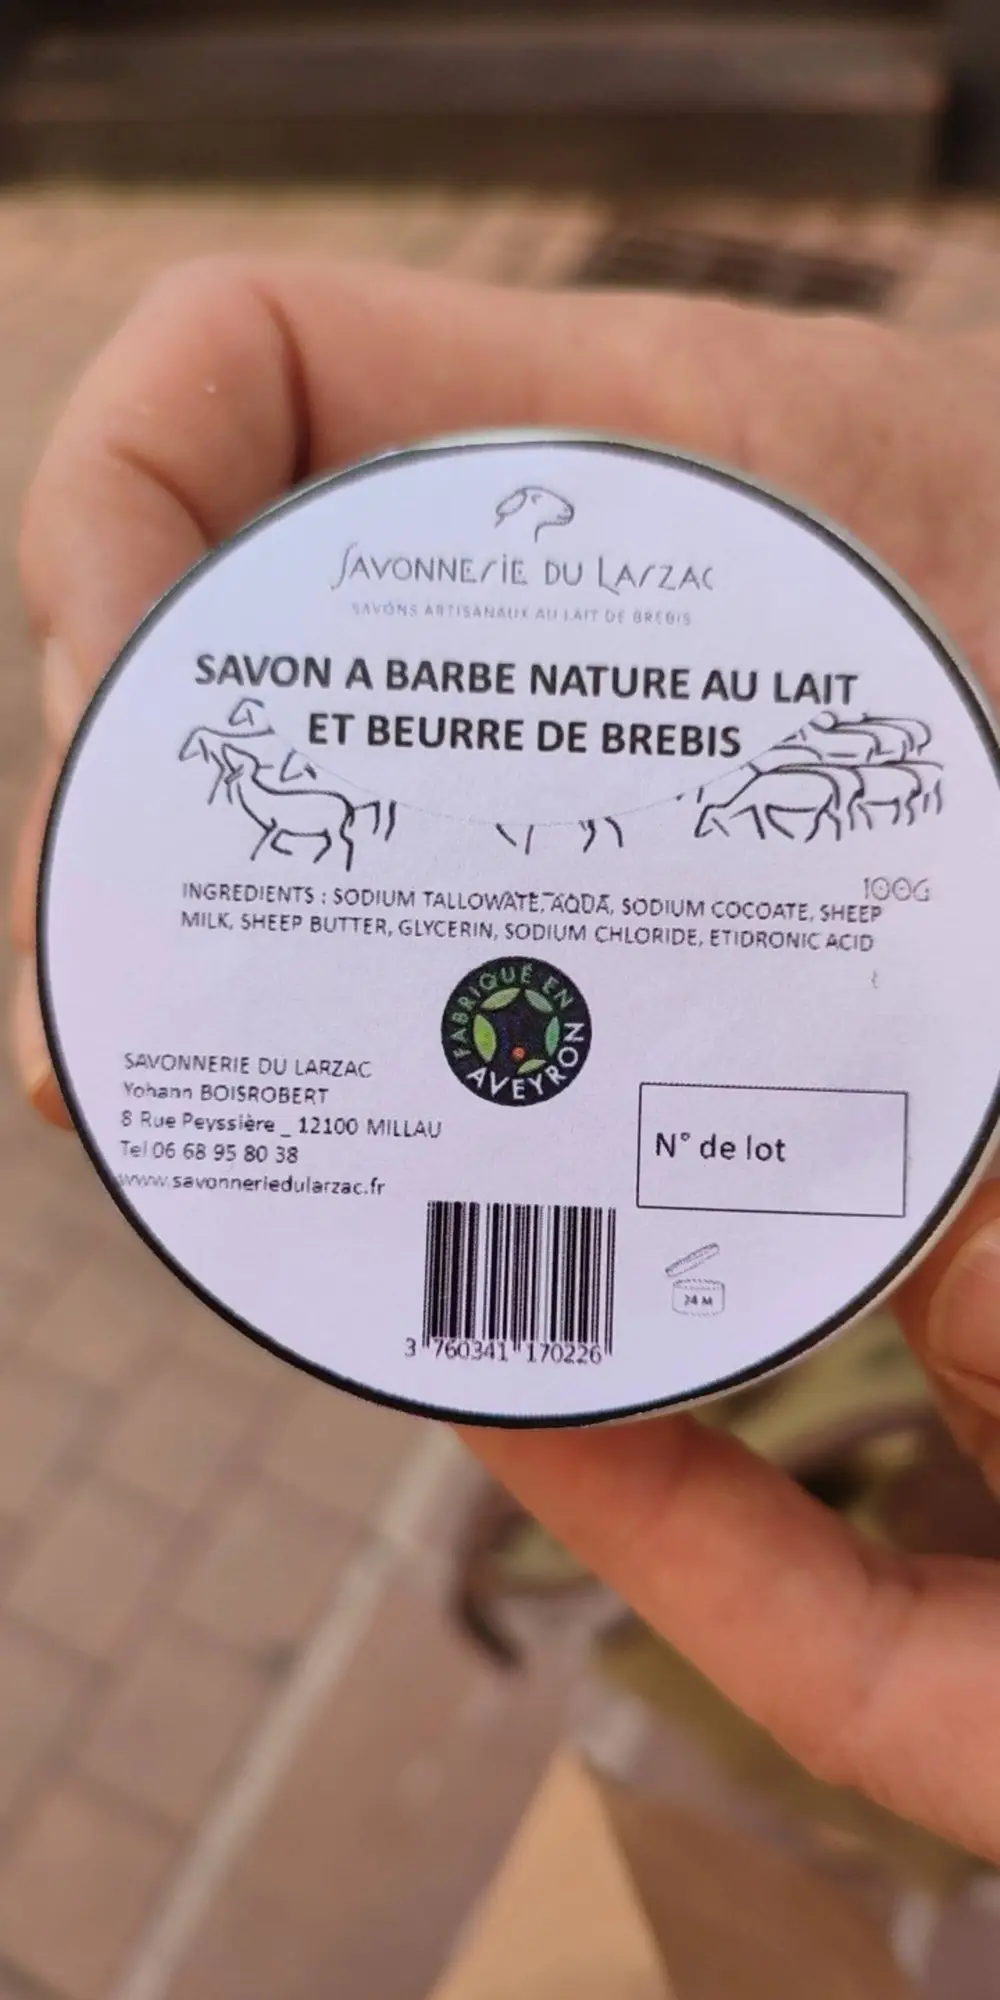 SAVONNERIE DU LARZAC
SAVONS ARTISANAUX AU LAIT DE BREBIS
SAVON A BARBE NATURE AU LAIT
ET BEURRE DE BREBIS
100G
INGREDIENTS : SODIUM TALLOWATE, AQUA, SODIUM COCOATE, SHEEP
MILK, SHEEP BUTTER, GLYCERIN, SODIUM CHLORIDE, ETIDRONIC ACID
FABRIQUÉ EN
AVEYRON
SAVONNERIE DU LARZAC
Yohann BOISROBERT
8 Rue Peyssière _ 12100 MILLAU
Tel 06 68 95 80 38
www.savonneriedularzac.fr
N° de lot
24 M
3 760341 170226